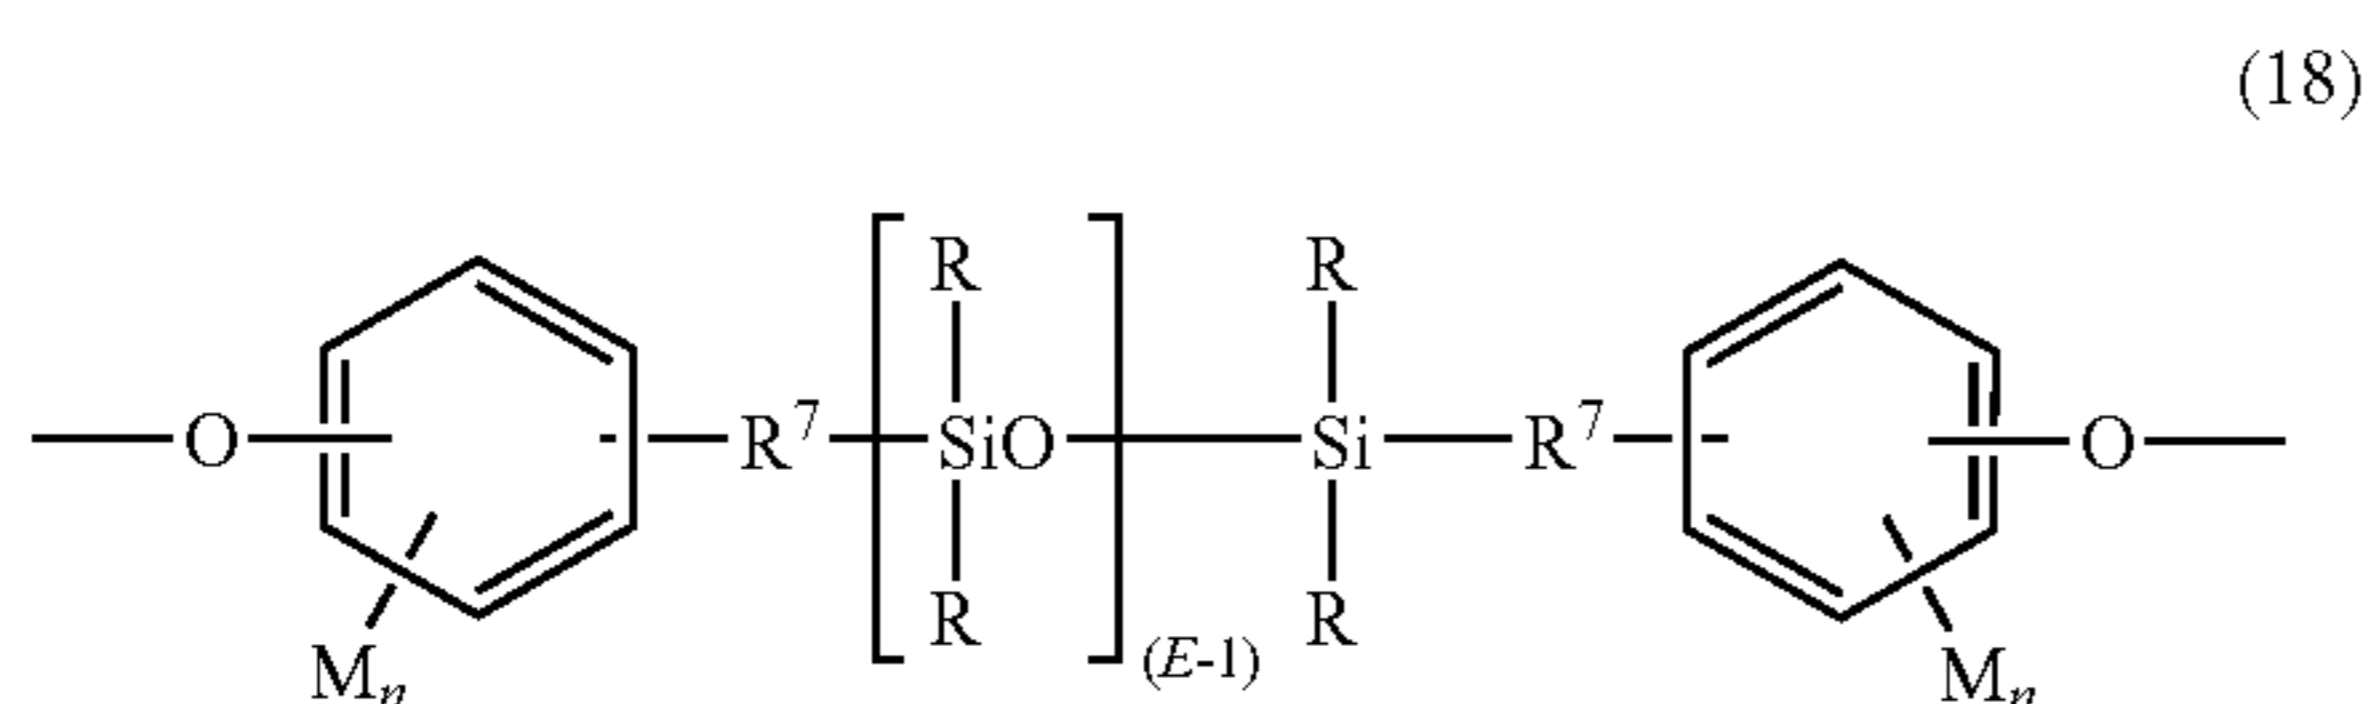 (18)
R R
O R7 SiO Si R7 O
R R
(E-1)
Mn Mn